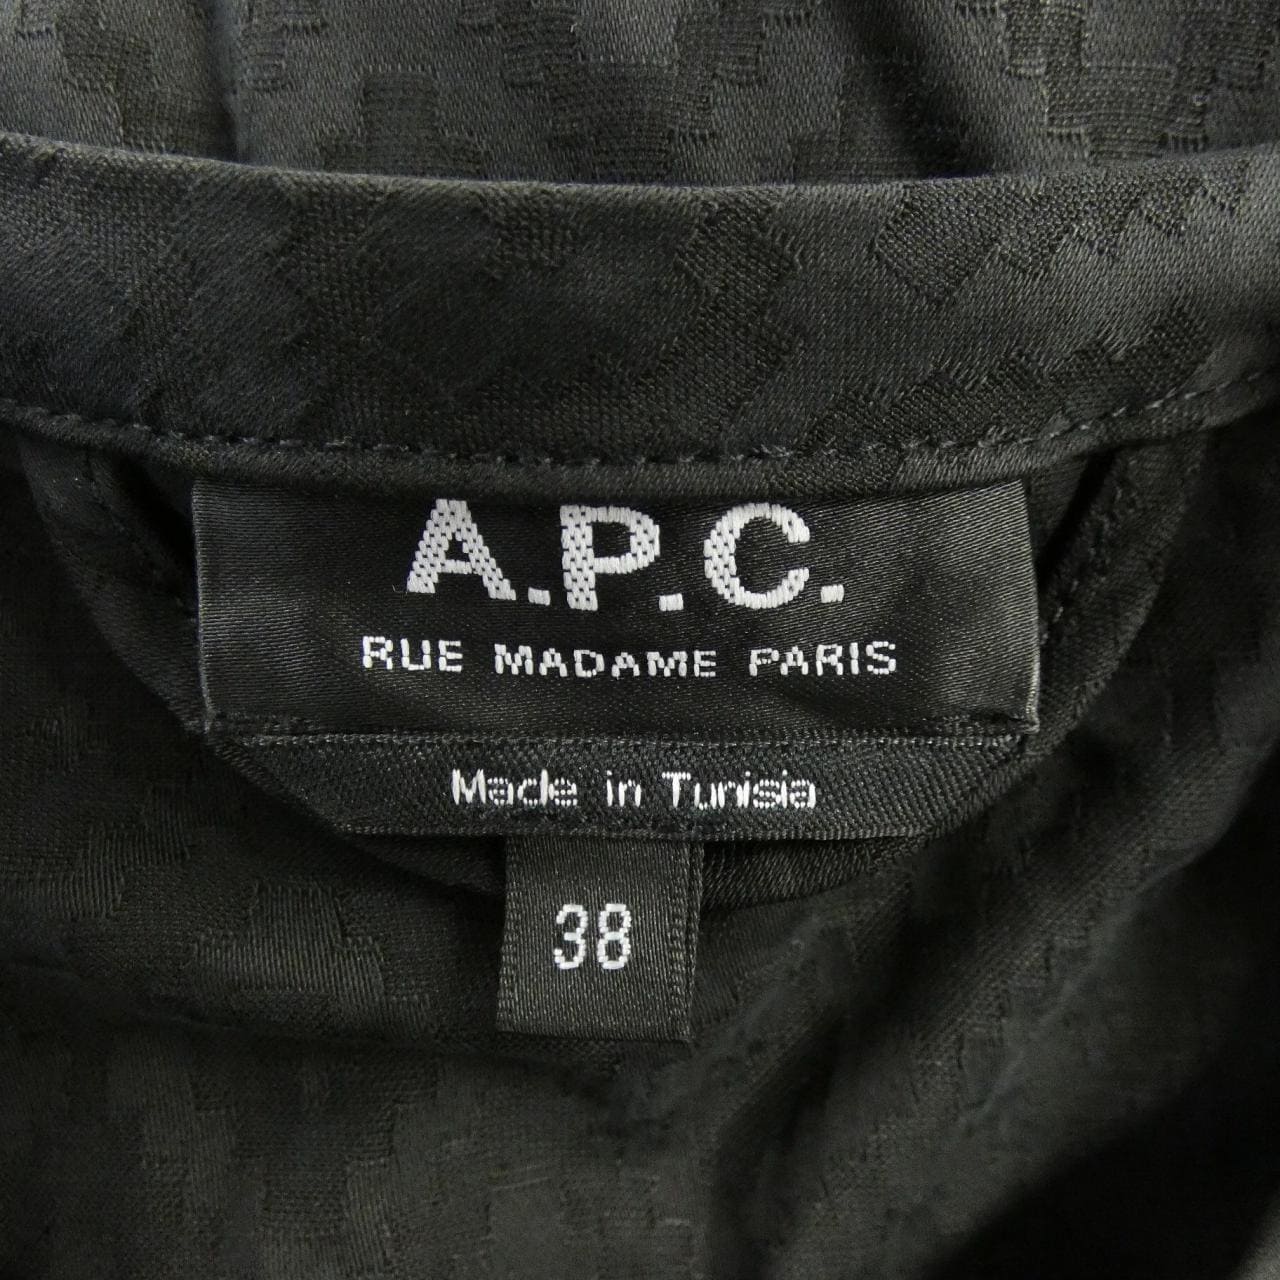 A.P.C.
RUE MADAME PARIS
Made in Tunisia
38